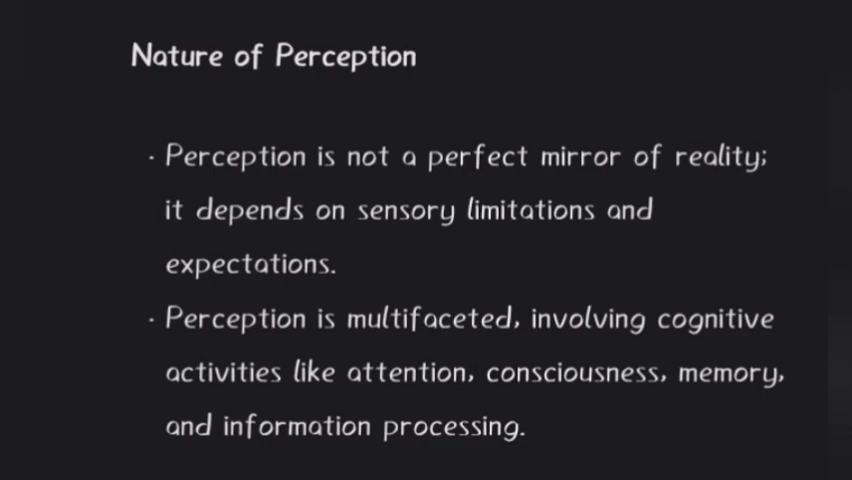 Nature of Perception
· Perception is not a perfect mirror of reality;
it depends on sensory limitations and
expectations.
· Perception is multifaceted, involving cognitive
activities like attention, consciousness, memory,
and information processing.